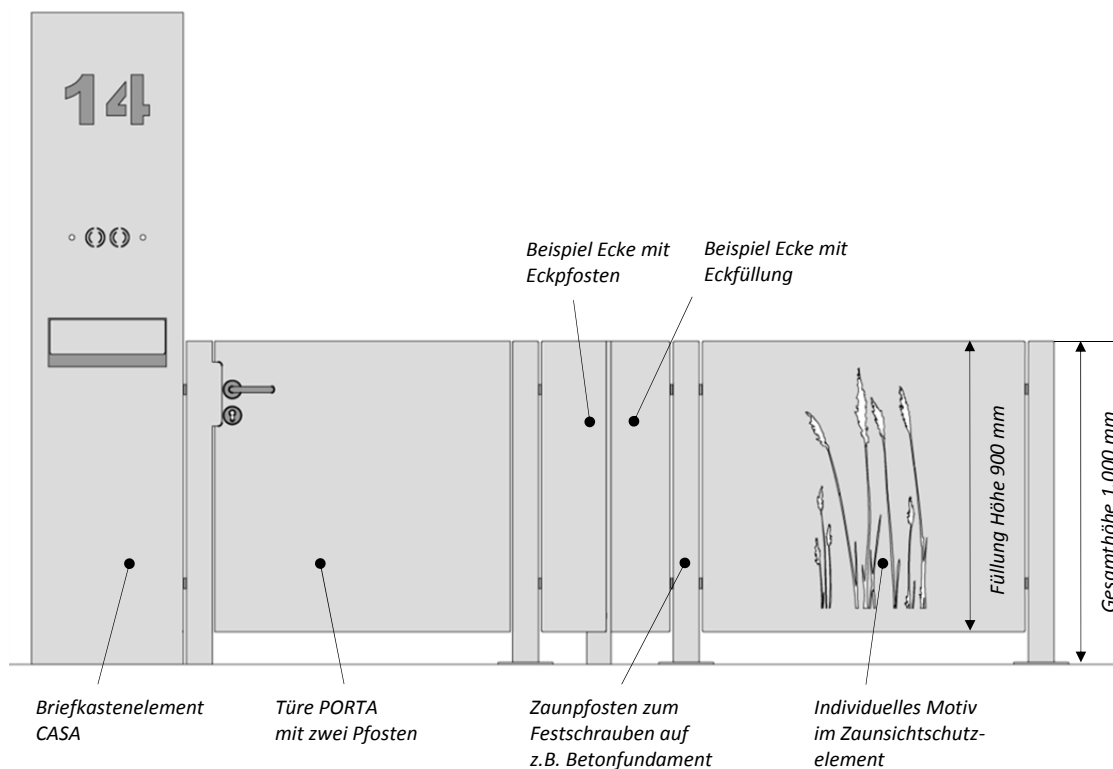 14
Beispiel Ecke mit
Eckpfosten
Beispiel Ecke mit
Eckfüllung
Füllung Höhe 900 mm
Gesamthöhe 1.000 mm
Briefkastenelement
CASA
Türe PORTA
mit zwei Pfosten
Zaunpfosten zum
Festschrauben auf
z.B. Betonfundament
Individuelles Motiv
im Zaunsichtschutz-
element